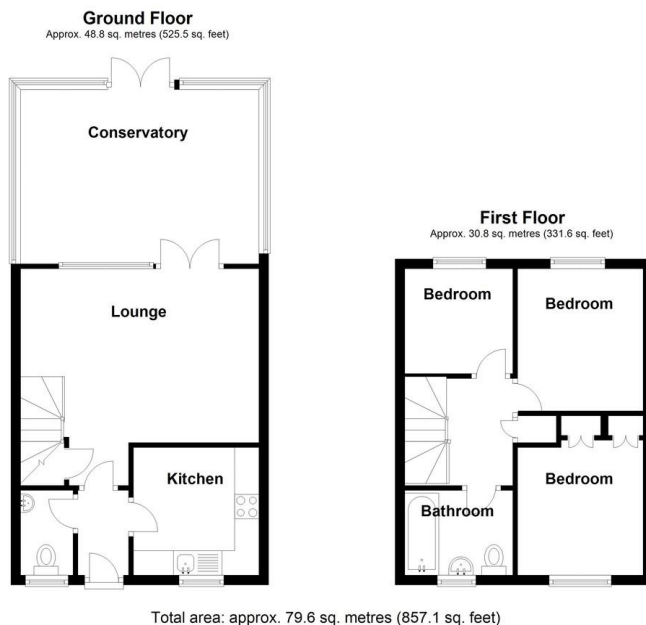 Ground Floor
Approx. 48.8 sq. metres (525.5 sq. feet)
Conservatory
Lounge
Kitchen
First Floor
Approx. 30.8 sq. metres (331.6 sq. feet)
Bedroom
Bedroom
Bedroom
Bathroom
Total area: approx. 79.6 sq. metres (857.1 sq. feet)